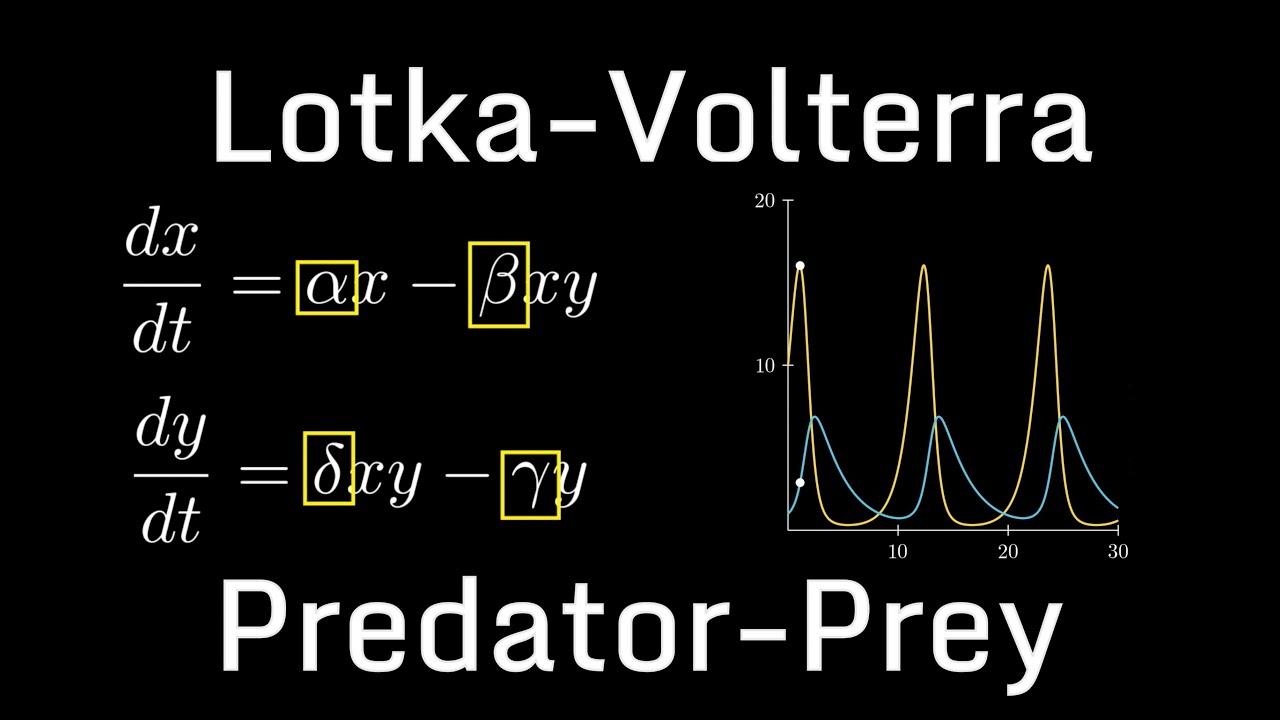 Lotka-Volterra
dx/dt = αx − βxy
dy/dt = δxy − γy
20
10
10 20 30
Predator-Prey